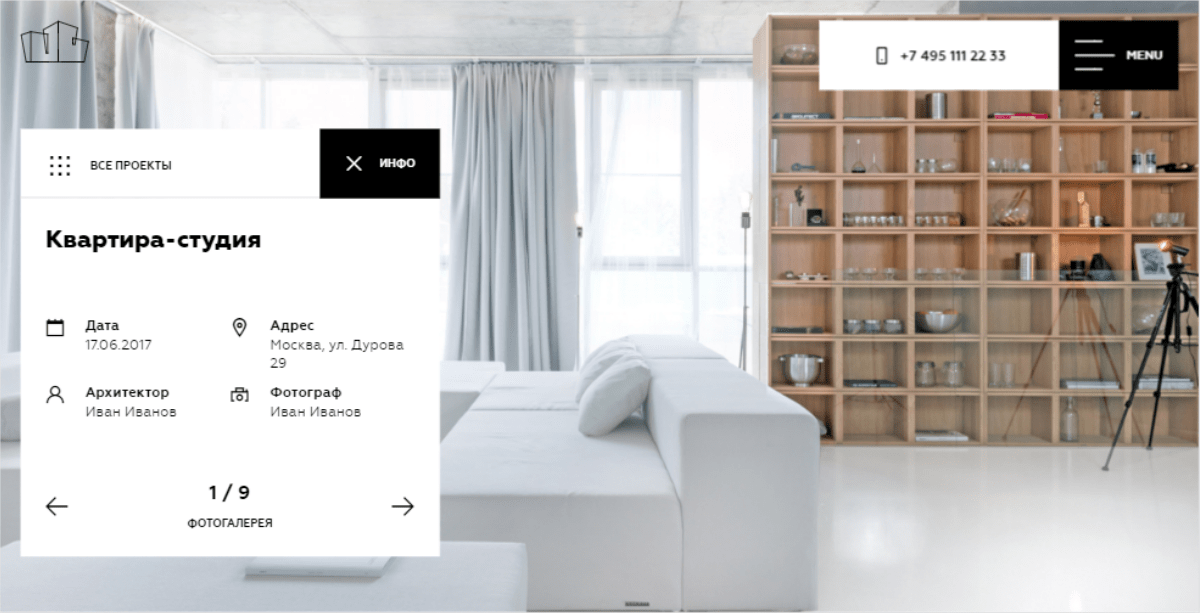 +7 495 111 22 33
MENU
ВСЕ ПРОЕКТЫ
ИНФО
Квартира-студия
Дата
17.06.2017
Адрес
Москва, ул. Дурова
29
Архитектор
Иван Иванов
Фотограф
Иван Иванов
1 / 9
ФОТОГАЛЕРЕЯ